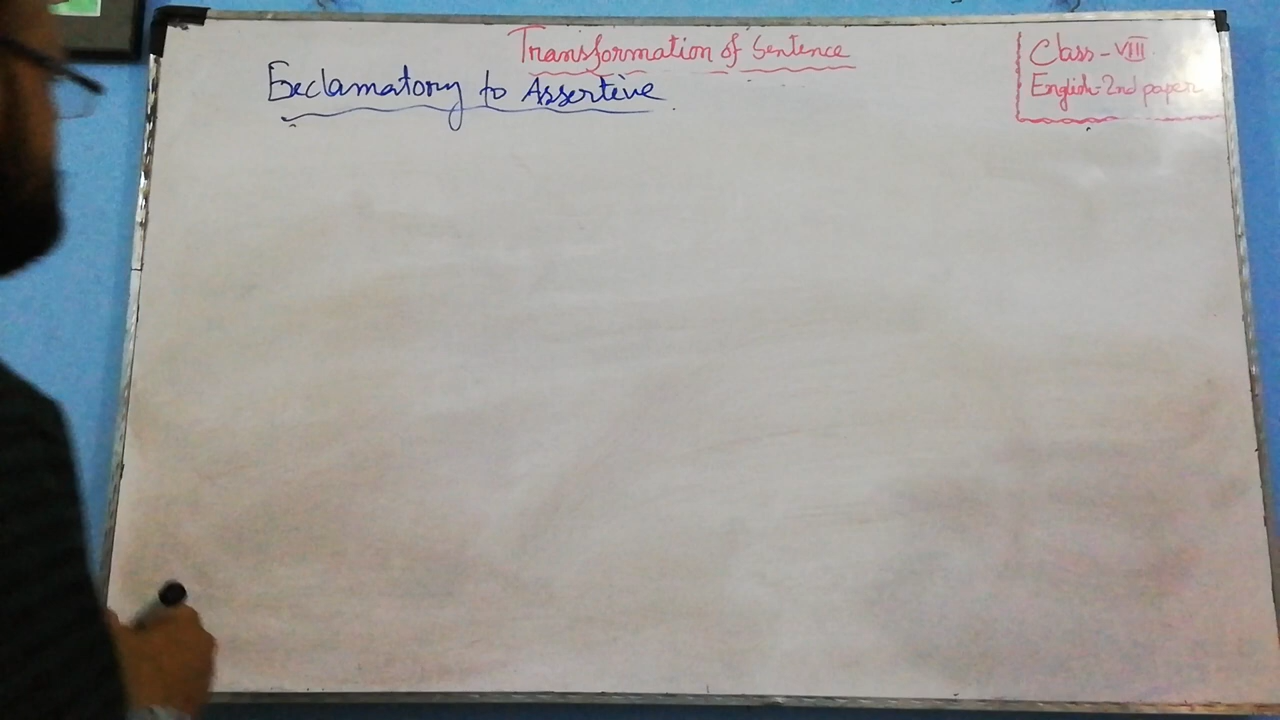 Transformation of Sentence
Exclamatory to Assertive
Class-VIII
English-2nd paper